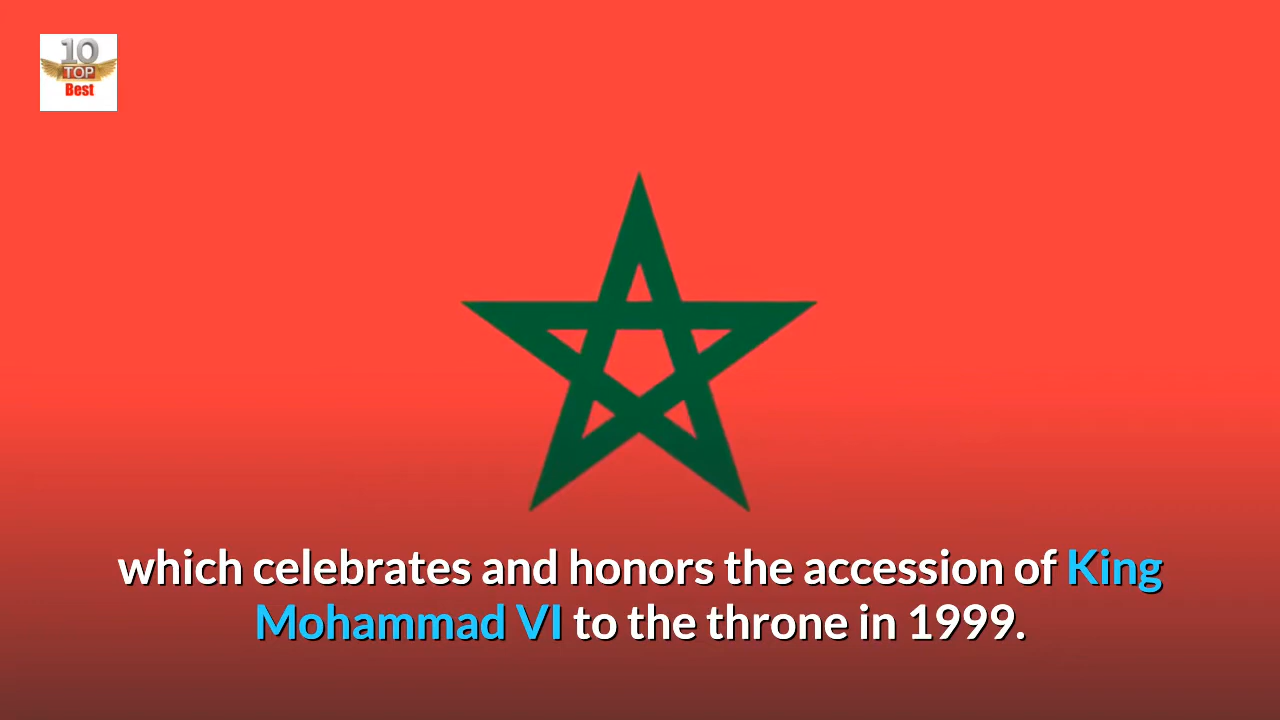 10
TOP
Best
which celebrates and honors the accession of King
Mohammad VI to the throne in 1999.